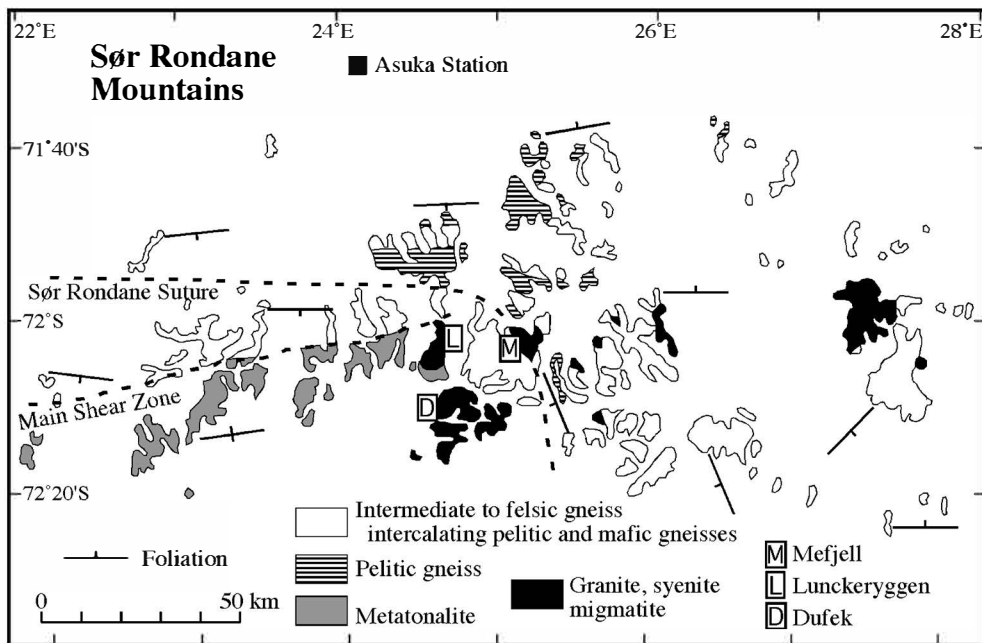 22°E
24°E
26°E
28°E
Sør Rondane
Mountains
Asuka Station
71°40'S
Sør Rondane Suture
72°S
L
M
Main Shear Zone
D
72°20'S
Intermediate to felsic gneiss
intercalating pelitic and mafic gneisses
Foliation
Pelitic gneiss
Metatonalite
Granite, syenite
migmatite
M Mefjell
L Lunckeryggen
D Dufek
0 50 km